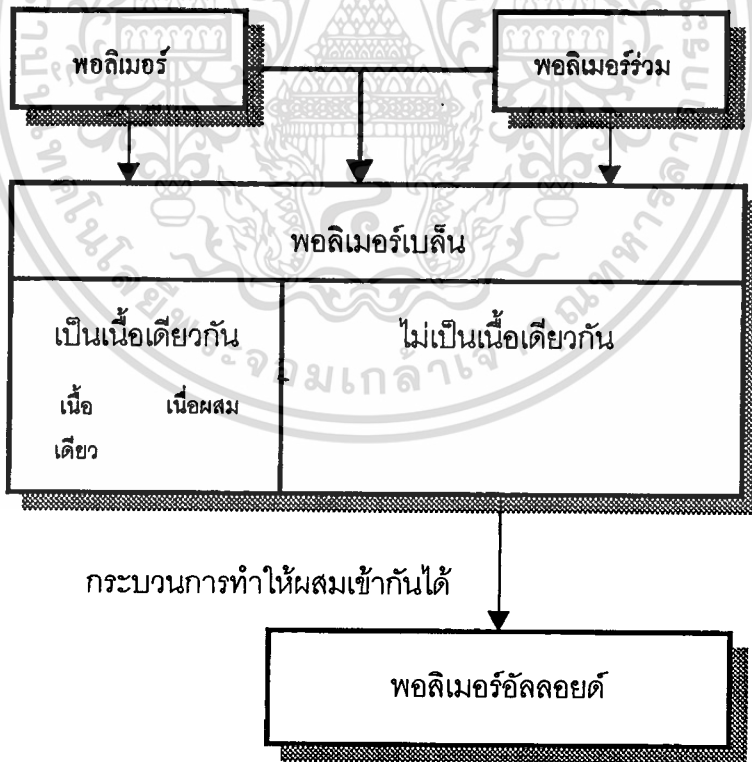 พอลิเมอร์
พอลิเมอร์ร่วม
พอลิเมอร์เบล็น
เป็นเนื้อเดียวกัน
ไม่เป็นเนื้อเดียวกัน
เนื้อ เนื่อผสม
เดียว
กระบวนการทำให้ผสมเข้ากันได้
พอลิเมอร์อัลลอยด์